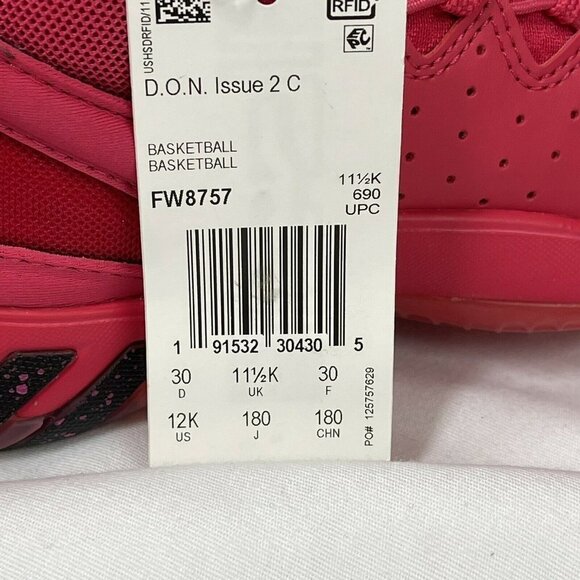 USHSDRFID/11
RFID
D.O.N. Issue 2 C
BASKETBALL
BASKETBALL
FW8757
11½K
690
UPC
1 91532 30430 5
30 11½K 30
D UK F
12K 180 180
US J CHN
PO# 125757629